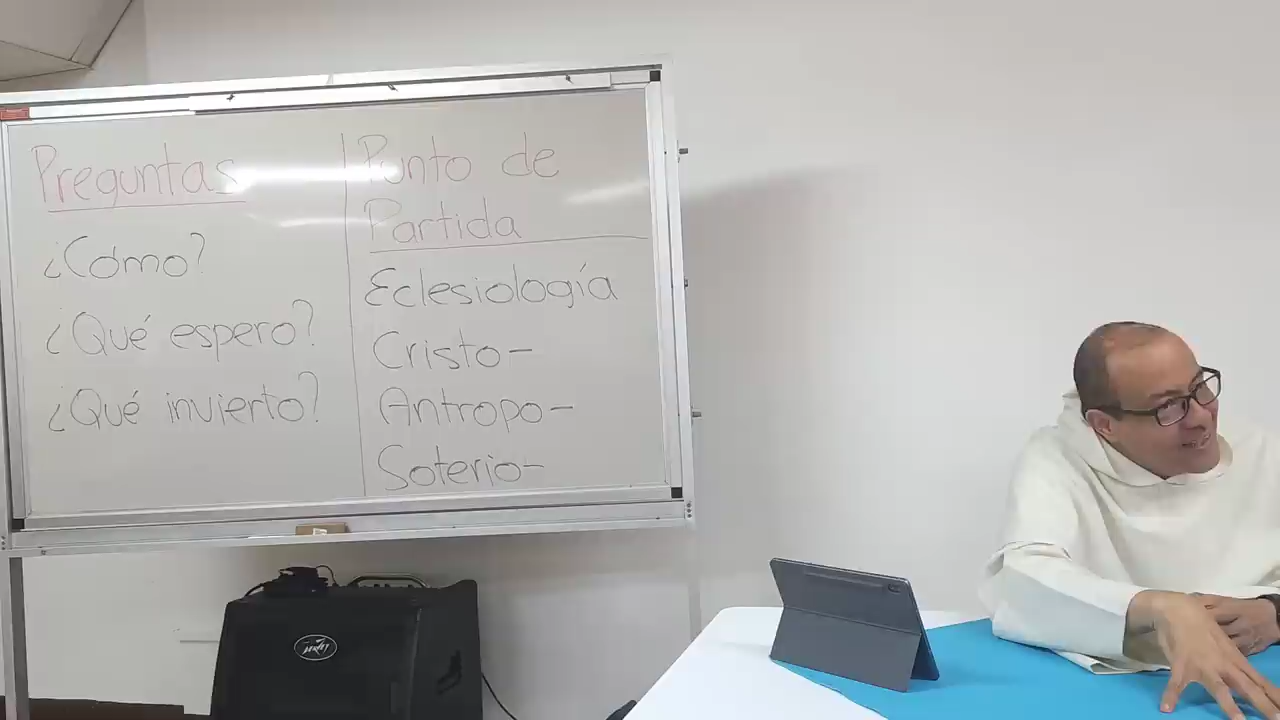 Preguntas
¿Cómo?
¿Qué espero?
¿Qué invierto?
Punto de
Partida
Eclesiología
Cristo-
Antropo-
Soterio-